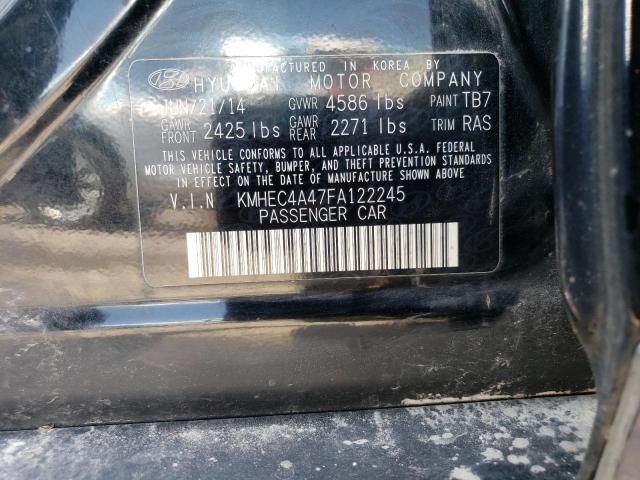 MANUFACTURED IN KOREA BY
HYUNDAI MOTOR COMPANY
JUN/21/14 GVWR 4586 lbs PAINT TB7
GAWR FRONT 2425 lbs GAWR REAR 2271 lbs TRIM RAS
THIS VEHICLE CONFORMS TO ALL APPLICABLE U.S.A. FEDERAL
MOTOR VEHICLE SAFETY, BUMPER, AND THEFT PREVENTION STANDARDS
IN EFFECT ON THE DATE OF MANUFACTURE SHOWN ABOVE.
V.I.N KMHEC4A47FA122245
PASSENGER CAR